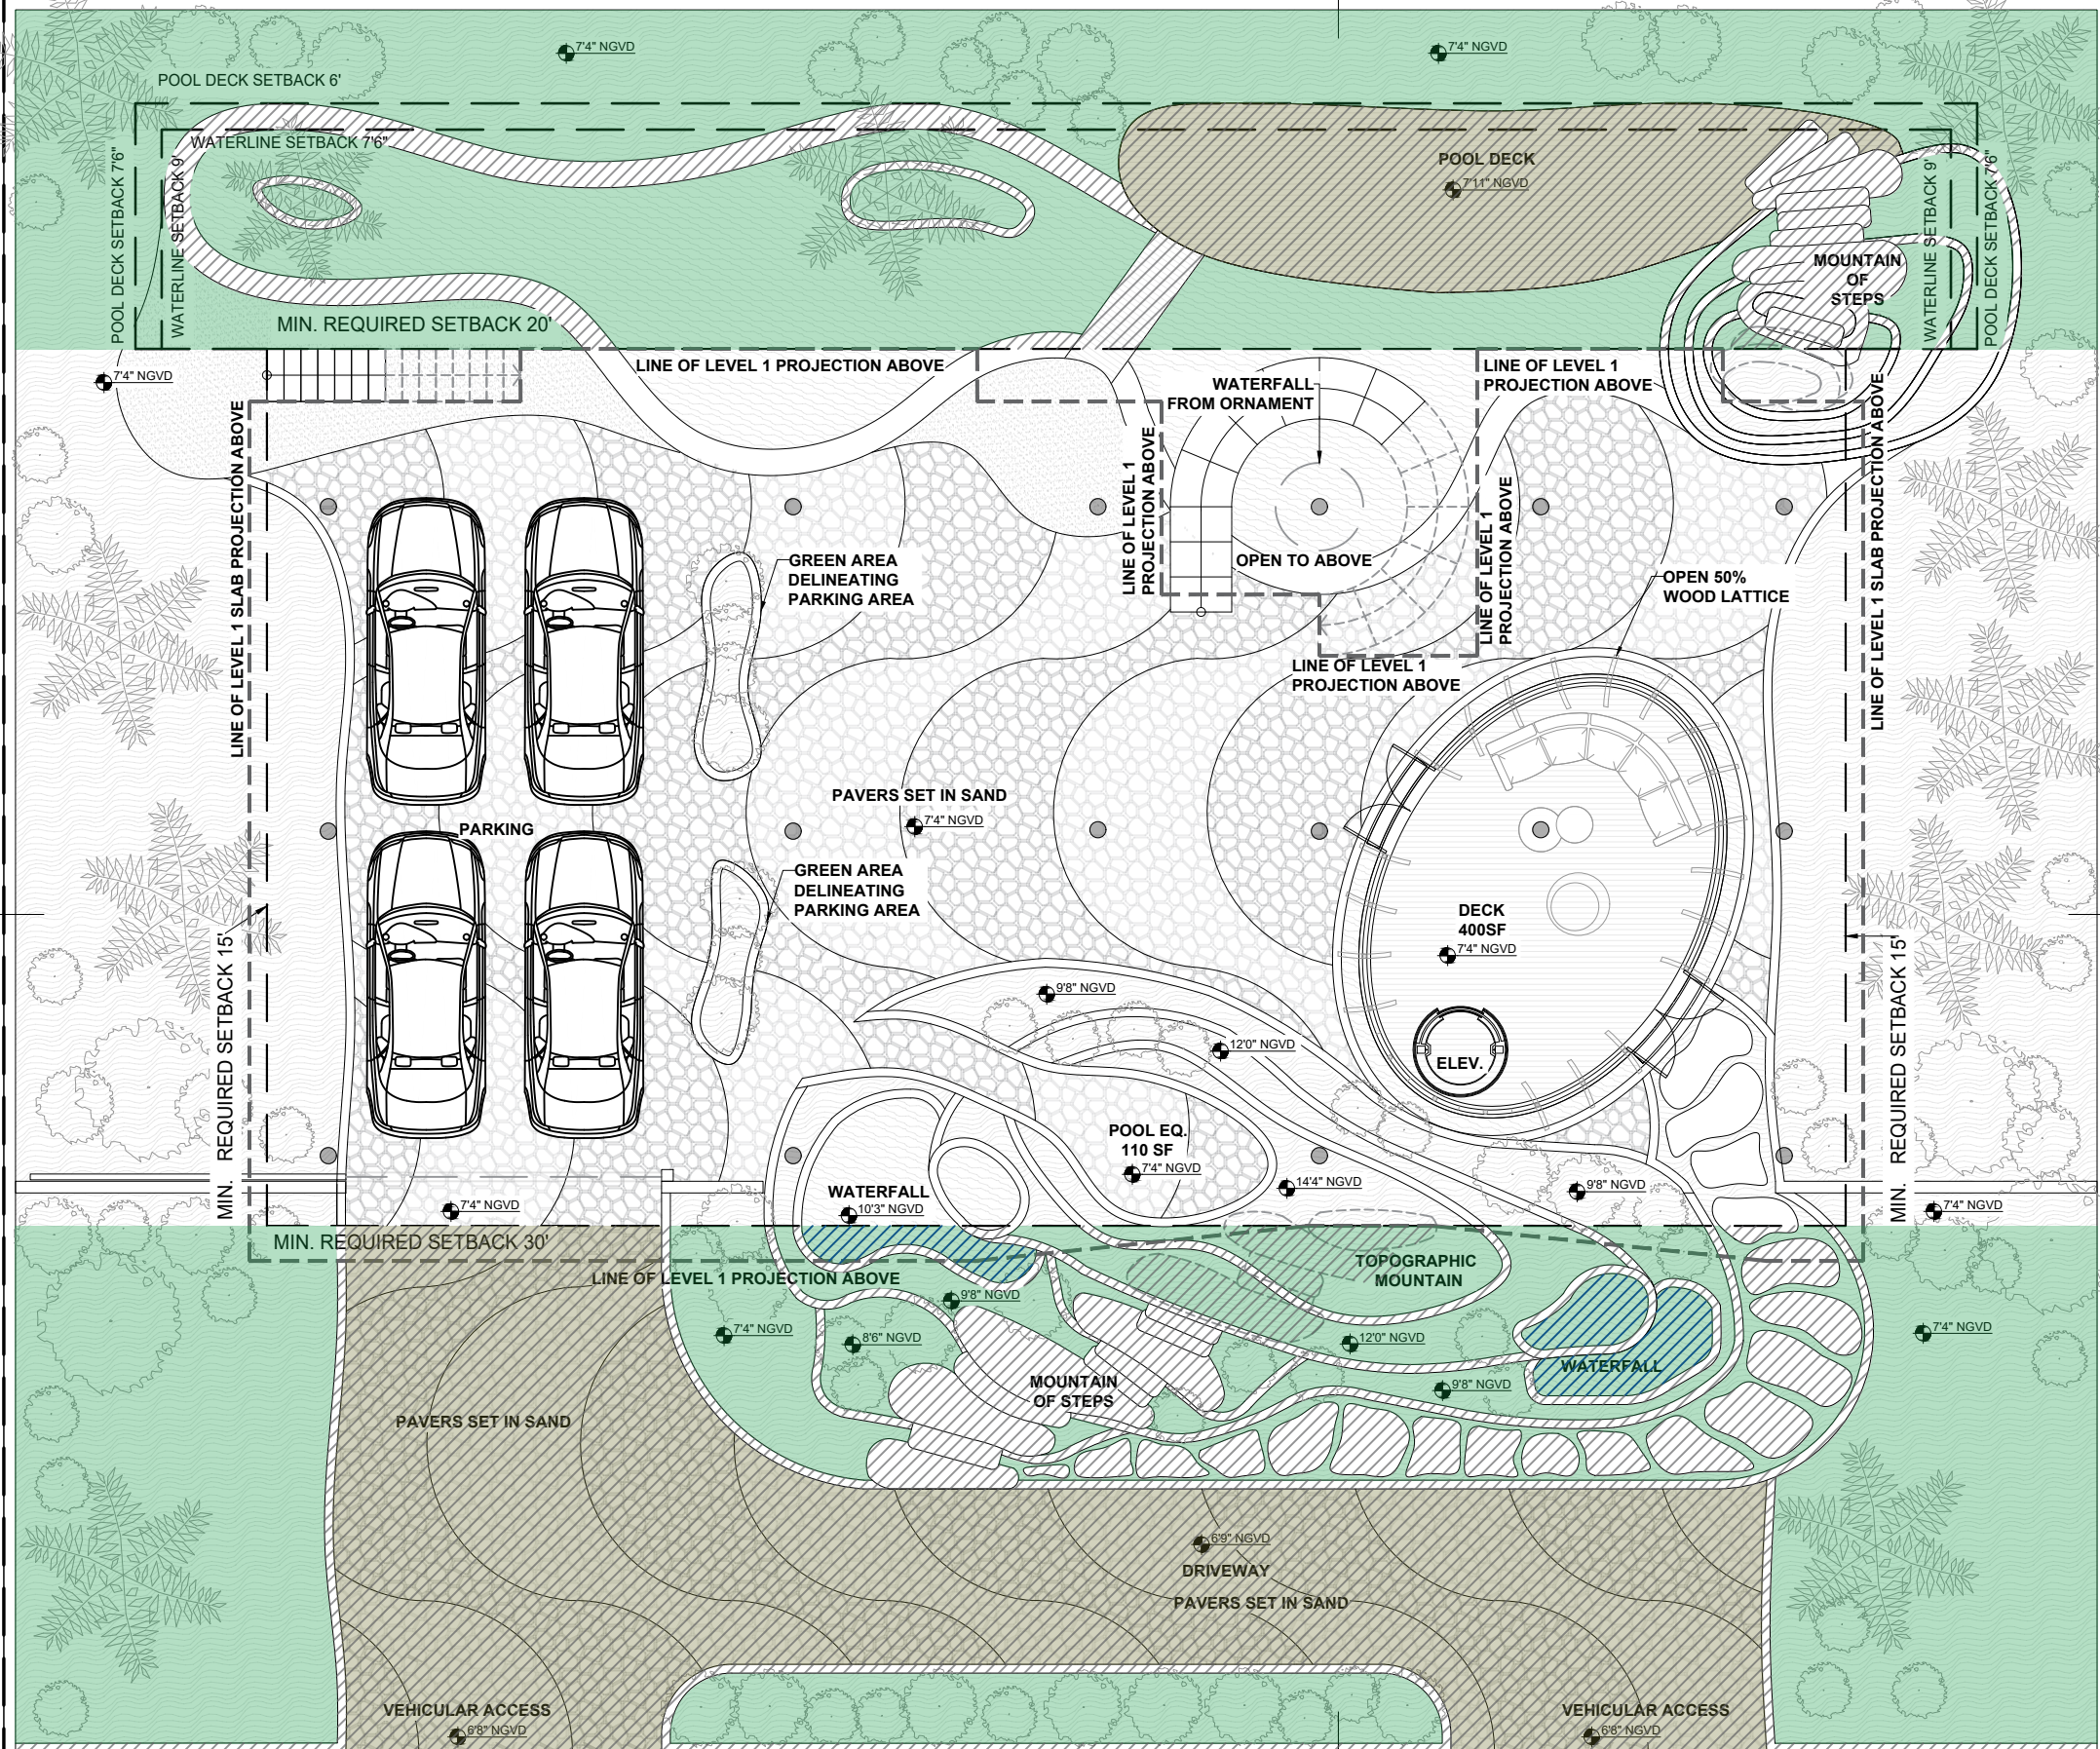 7'4" NGVD
7'4" NGVD
POOL DECK SETBACK 6'
WATERLINE SETBACK 7'6"
POOL DECK SETBACK 7'6"
WATERLINE SETBACK 9'
POOL DECK
7'11" NGVD
MOUNTAIN
OF
STEPS
WATERLINE SETBACK 9'
POOL DECK SETBACK 7'6"
MIN. REQUIRED SETBACK 20'
7'4" NGVD
LINE OF LEVEL 1 PROJECTION ABOVE
WATERFALL
FROM ORNAMENT
LINE OF LEVEL 1
PROJECTION ABOVE
LINE OF LEVEL 1 SLAB PROJECTION ABOVE
LINE OF LEVEL 1
PROJECTION ABOVE
LINE OF LEVEL 1
PROJECTION ABOVE
LINE OF LEVEL 1 SLAB PROJECTION ABOVE
GREEN AREA
DELINEATING
PARKING AREA
OPEN TO ABOVE
OPEN 50%
WOOD LATTICE
LINE OF LEVEL 1
PROJECTION ABOVE
PAVERS SET IN SAND
7'4" NGVD
PARKING
GREEN AREA
DELINEATING
PARKING AREA
DECK
400SF
7'4" NGVD
MIN. REQUIRED SETBACK 15'
MIN. REQUIRED SETBACK 15'
9'8" NGVD
12'0" NGVD
ELEV.
POOL EQ.
110 SF
7'4" NGVD
WATERFALL
10'3" NGVD
14'4" NGVD
9'8" NGVD
7'4" NGVD
7'4" NGVD
MIN. REQUIRED SETBACK 30'
LINE OF LEVEL 1 PROJECTION ABOVE
TOPOGRAPHIC
MOUNTAIN
9'8" NGVD
7'4" NGVD
8'6" NGVD
12'0" NGVD
7'4" NGVD
WATERFALL
MOUNTAIN
OF STEPS
9'8" NGVD
PAVERS SET IN SAND
6'9" NGVD
DRIVEWAY
PAVERS SET IN SAND
VEHICULAR ACCESS
6'8" NGVD
VEHICULAR ACCESS
6'8" NGVD